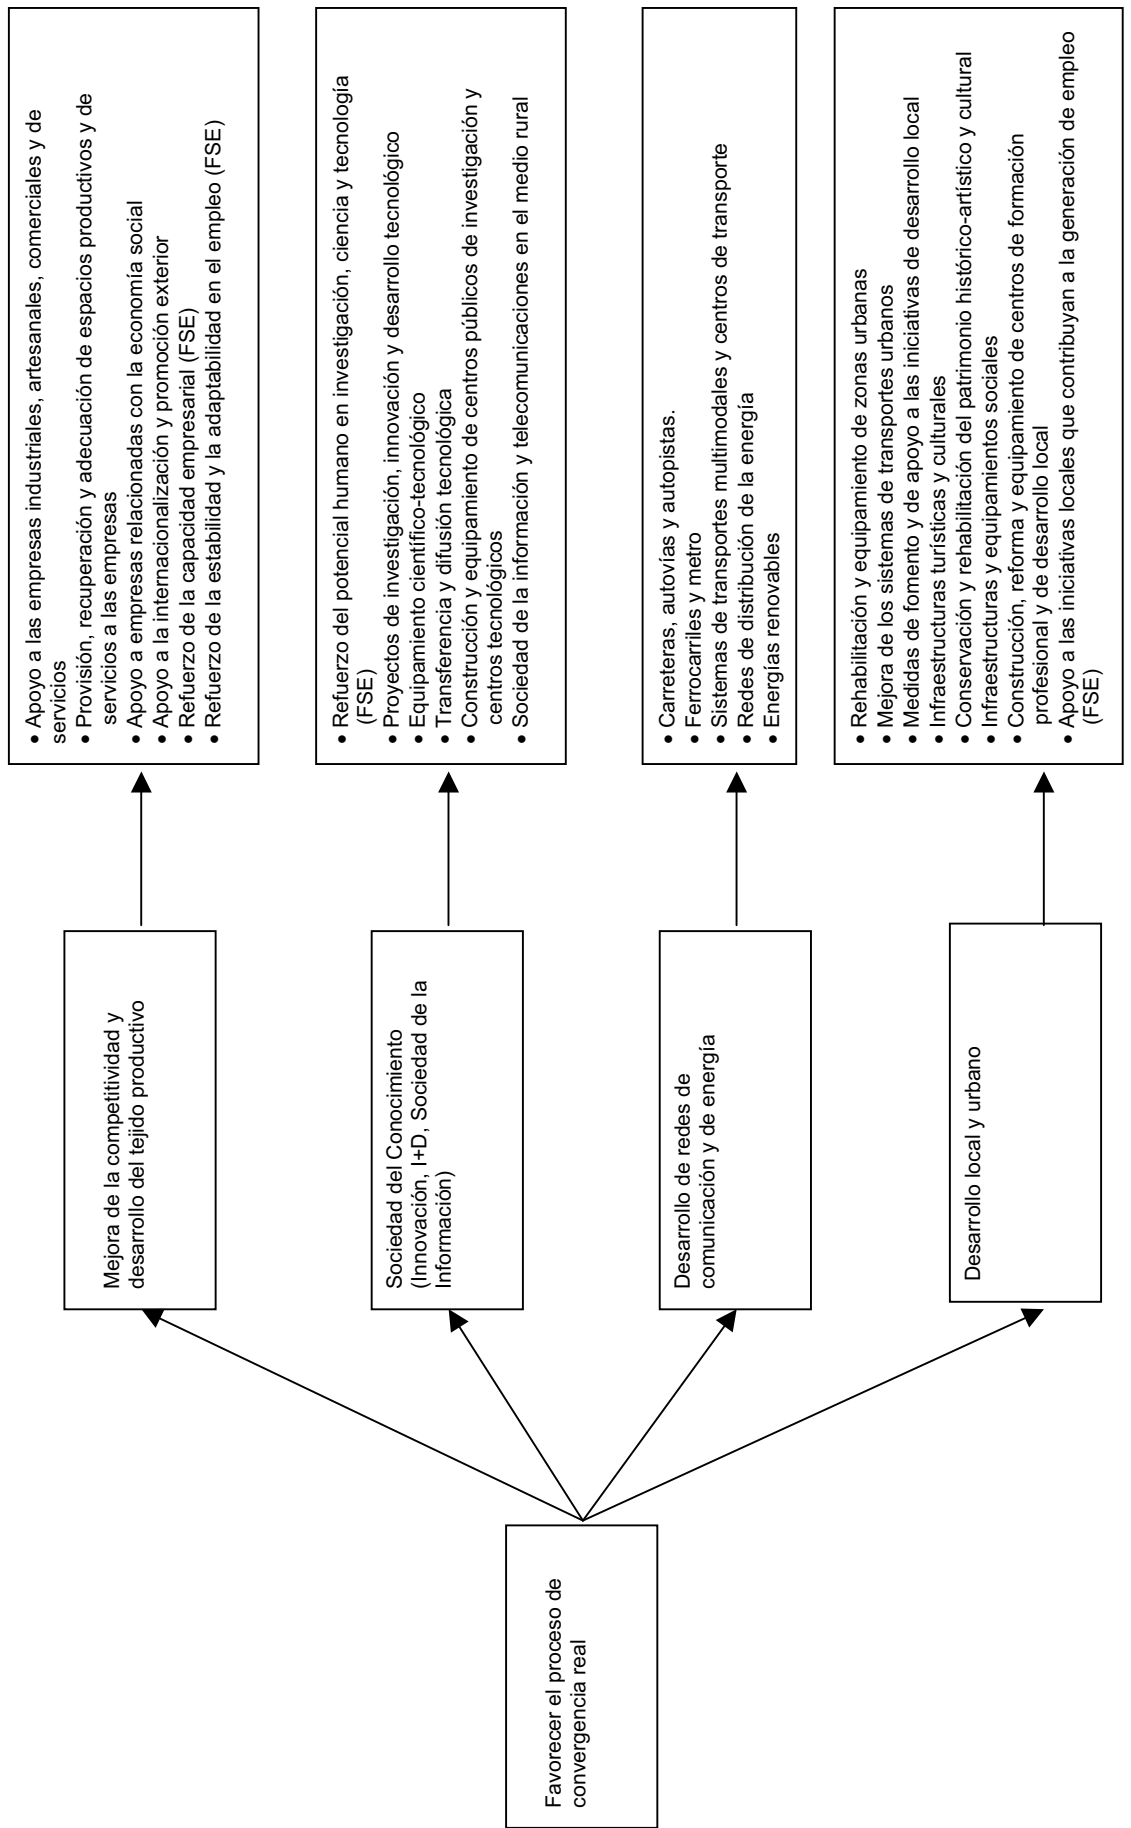 Favorecer el proceso de
convergencia real
Mejora de la competitividad y
desarrollo del tejido productivo
Sociedad del Conocimiento
(Innovación, I+D, Sociedad de la
Información)
Desarrollo de redes de
comunicación y de energía
Desarrollo local y urbano
• Apoyo a las empresas industriales, artesanales, comerciales y de
servicios
• Provisión, recuperación y adecuación de espacios productivos y de
servicios a las empresas
• Apoyo a empresas relacionadas con la economía social
• Apoyo a la internacionalización y promoción exterior
• Refuerzo de la capacidad empresarial (FSE)
• Refuerzo de la estabilidad y la adaptabilidad en el empleo (FSE)
• Refuerzo del potencial humano en investigación, ciencia y tecnología
(FSE)
• Proyectos de investigación, innovación y desarrollo tecnológico
• Equipamiento científico-tecnológico
• Transferencia y difusión tecnológica
• Construcción y equipamiento de centros públicos de investigación y
centros tecnológicos
• Sociedad de la información y telecomunicaciones en el medio rural
• Carreteras, autovías y autopistas.
• Ferrocarriles y metro
• Sistemas de transportes multimodales y centros de transporte
• Redes de distribución de la energía
• Energías renovables
• Rehabilitación y equipamiento de zonas urbanas
• Mejora de los sistemas de transportes urbanos
• Medidas de fomento y de apoyo a las iniciativas de desarrollo local
• Infraestructuras turísticas y culturales
• Conservación y rehabilitación del patrimonio histórico-artístico y cultural
• Infraestructuras y equipamientos sociales
• Construcción, reforma y equipamiento de centros de formación
profesional y de desarrollo local
• Apoyo a las iniciativas locales que contribuyan a la generación de empleo
(FSE)